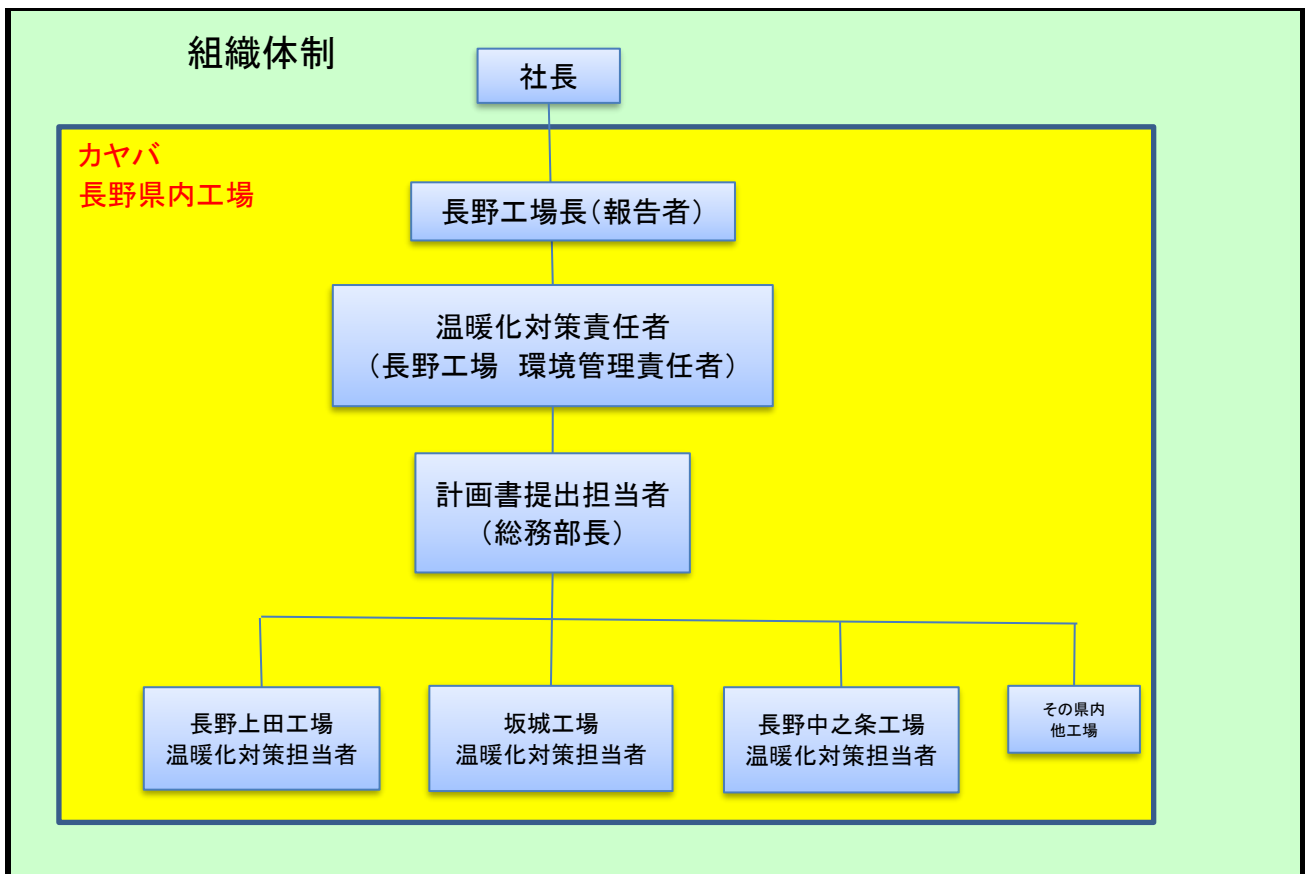 組織体制
社長
カヤバ
長野県内工場
長野工場長（報告者）
温暖化対策責任者
（長野工場　環境管理責任者）
計画書提出担当者
（総務部長）
長野上田工場
温暖化対策担当者
坂城工場
温暖化対策担当者
長野中之条工場
温暖化対策担当者
その県内
他工場